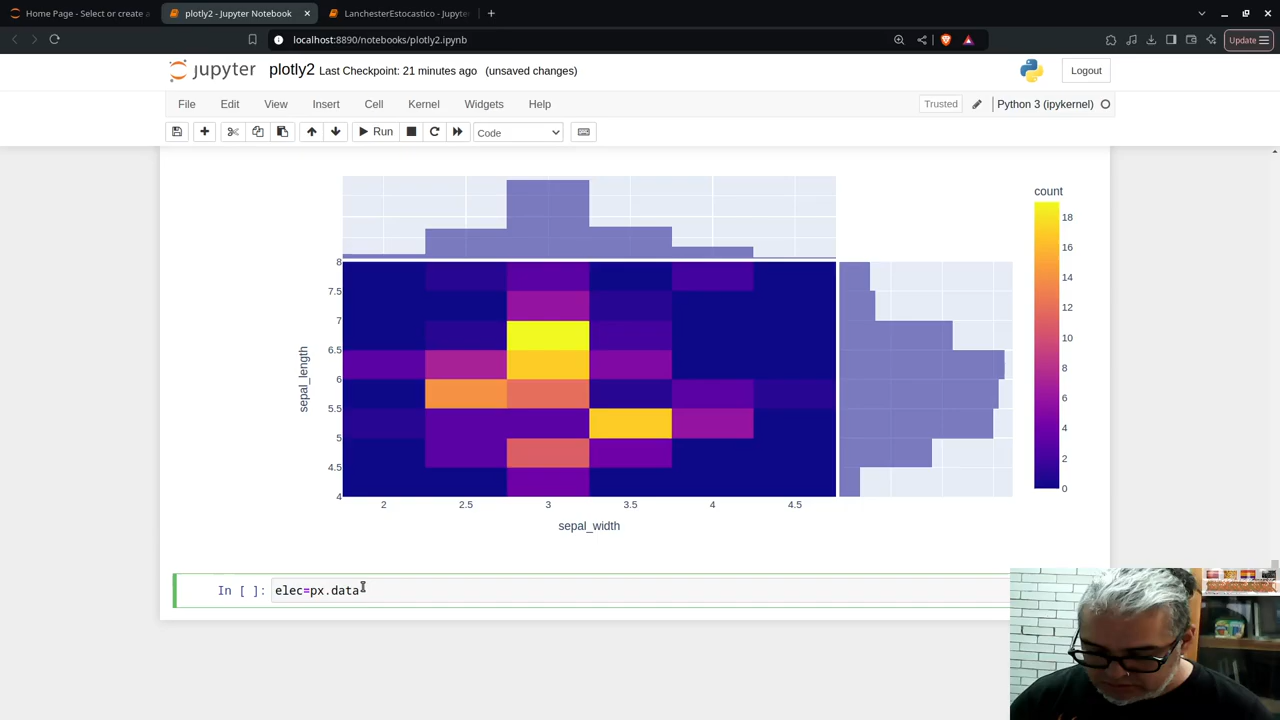 Home Page - Select or create a
plotly2 - Jupyter Notebook
LanchesterEstocastico - Jupyte
localhost:8890/notebooks/plotly2.ipynb
Update
jupyter plotly2 Last Checkpoint: 21 minutes ago (unsaved changes)
Logout
File Edit View Insert Cell Kernel Widgets Help
Trusted
Python 3 (ipykernel)
Run
Code
count
18
16
14
12
10
8
6
4
2
0
8
7.5
7
6.5
6
5.5
5
4.5
4
sepal_length
2 2.5 3 3.5 4 4.5
sepal_width
In [ ]: elec=px.data